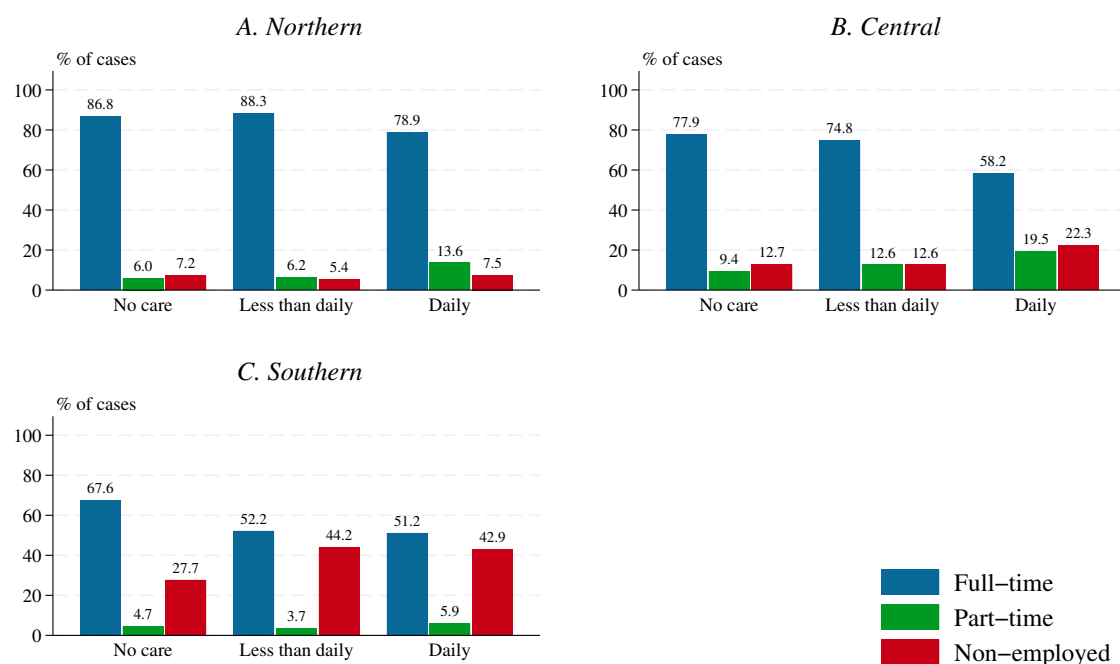 A. Northern
% of cases
100
80
60
40
20
0
86.8
6.0
7.2
88.3
6.2
5.4
78.9
13.6
7.5
No care
Less than daily
Daily
B. Central
% of cases
100
80
60
40
20
0
77.9
9.4
12.7
74.8
12.6
12.6
58.2
19.5
22.3
No care
Less than daily
Daily
C. Southern
% of cases
100
80
60
40
20
0
67.6
4.7
27.7
52.2
3.7
44.2
51.2
5.9
42.9
No care
Less than daily
Daily
Full−time
Part−time
Non−employed